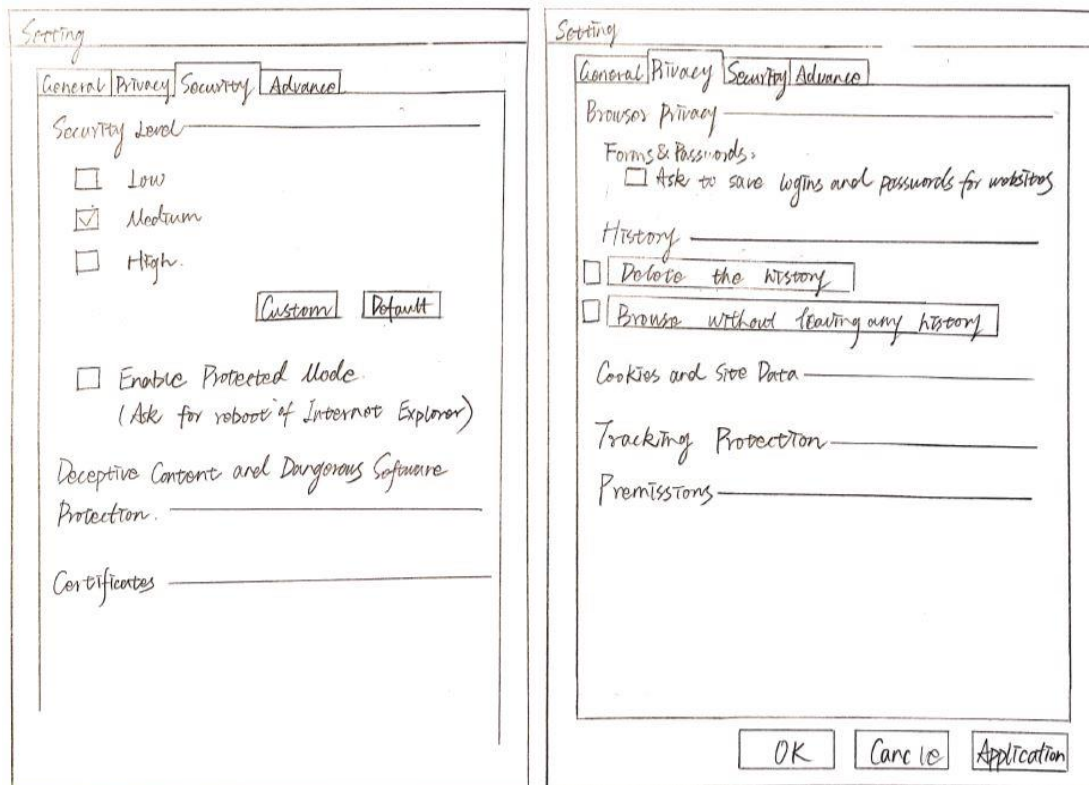 Setting
General Privacy Security Advance
Security Level
Low
Medium
High.
Custom Default
Enable Protected Mode.
(Ask for reboot of Internet Explorer)
Deceptive Content and Dangerous Software
Protection.
Certificates
Setting
General Privacy Security Advance
Browser Privacy
Forms & Passwords:
Ask to save logins and passwords for websites
History
Delete the history
Browse without leaving any history
Cookies and Site Data
Tracking Protection
Premissions
OK Cancle Application